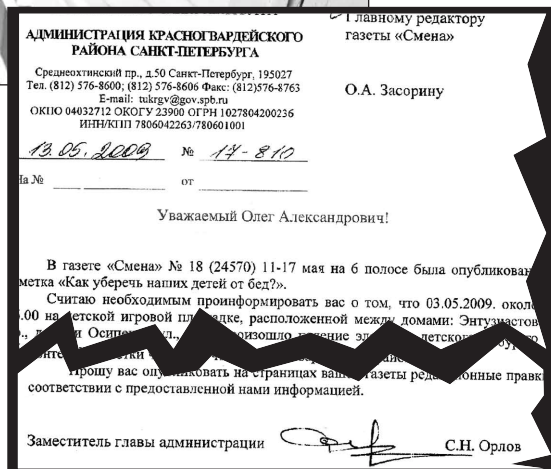 Главному редактору
газеты «Смена»
О.А. Засорину
АДМИНИСТРАЦИЯ КРАСНОГВАРДЕЙСКОГО
РАЙОНА САНКТ-ПЕТЕРБУРГА
Среднеохтинский пр., д.50 Санкт-Петербург, 195027
Тел. (812) 576-8600; (812) 576-8606 Факс: (812)576-8763
E-mail: tukrgv@gov.spb.ru
ОКПО 04032712 ОКОГУ 23900 ОГРН 1027804200236
ИНН/КПП 7806042263/780601001
13.05.2009 № 17-810
На № от
Уважаемый Олег Александрович!
В газете «Смена» № 18 (24570) 11-17 мая на 6 полосе была опубликован
метка «Как уберечь наших детей от бед?».
Считаю необходимым проинформировать вас о том, что 03.05.2009. около
.00 на детской игровой площадке, расположенной между домами: Энтузиастов
Осипенко ул.,
Прошу вас опубликовать на страницах вашей газеты редакционные правки
соответствии с предоставленной нами информацией.
Заместитель главы администрации С.Н. Орлов